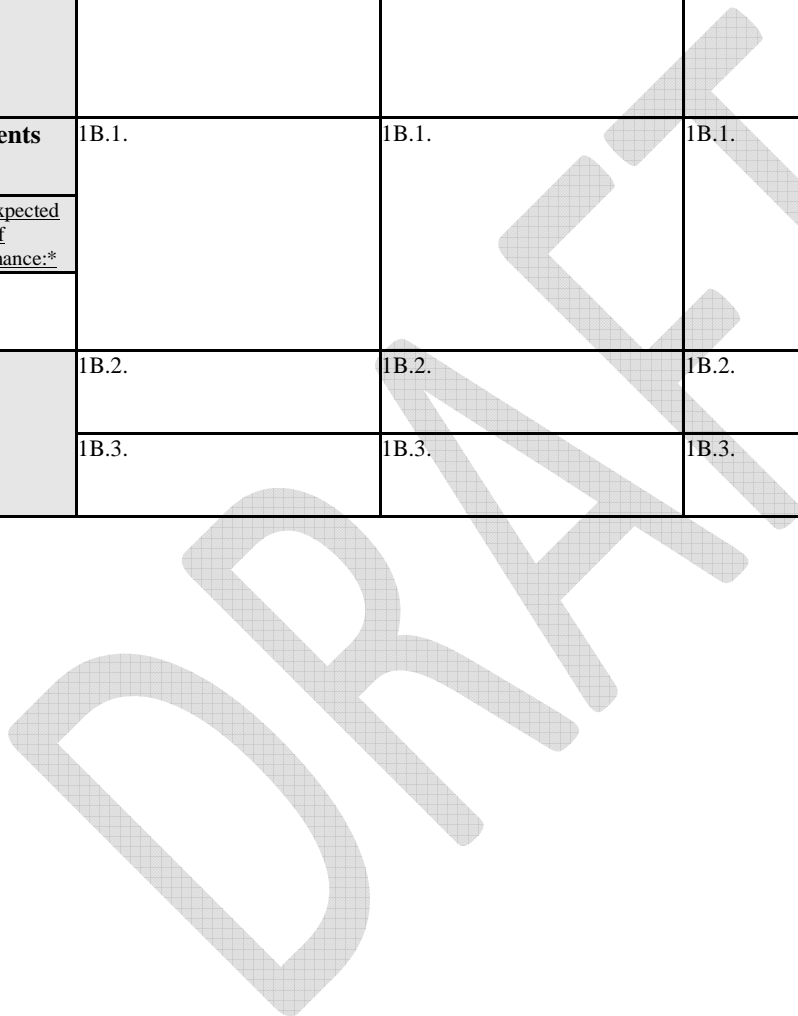 ents
1B.1.
1B.1.
1B.1.
xpected
f
nance:*
1B.2.
1B.2.
1B.2.
1B.3.
1B.3.
1B.3.
DRAFT